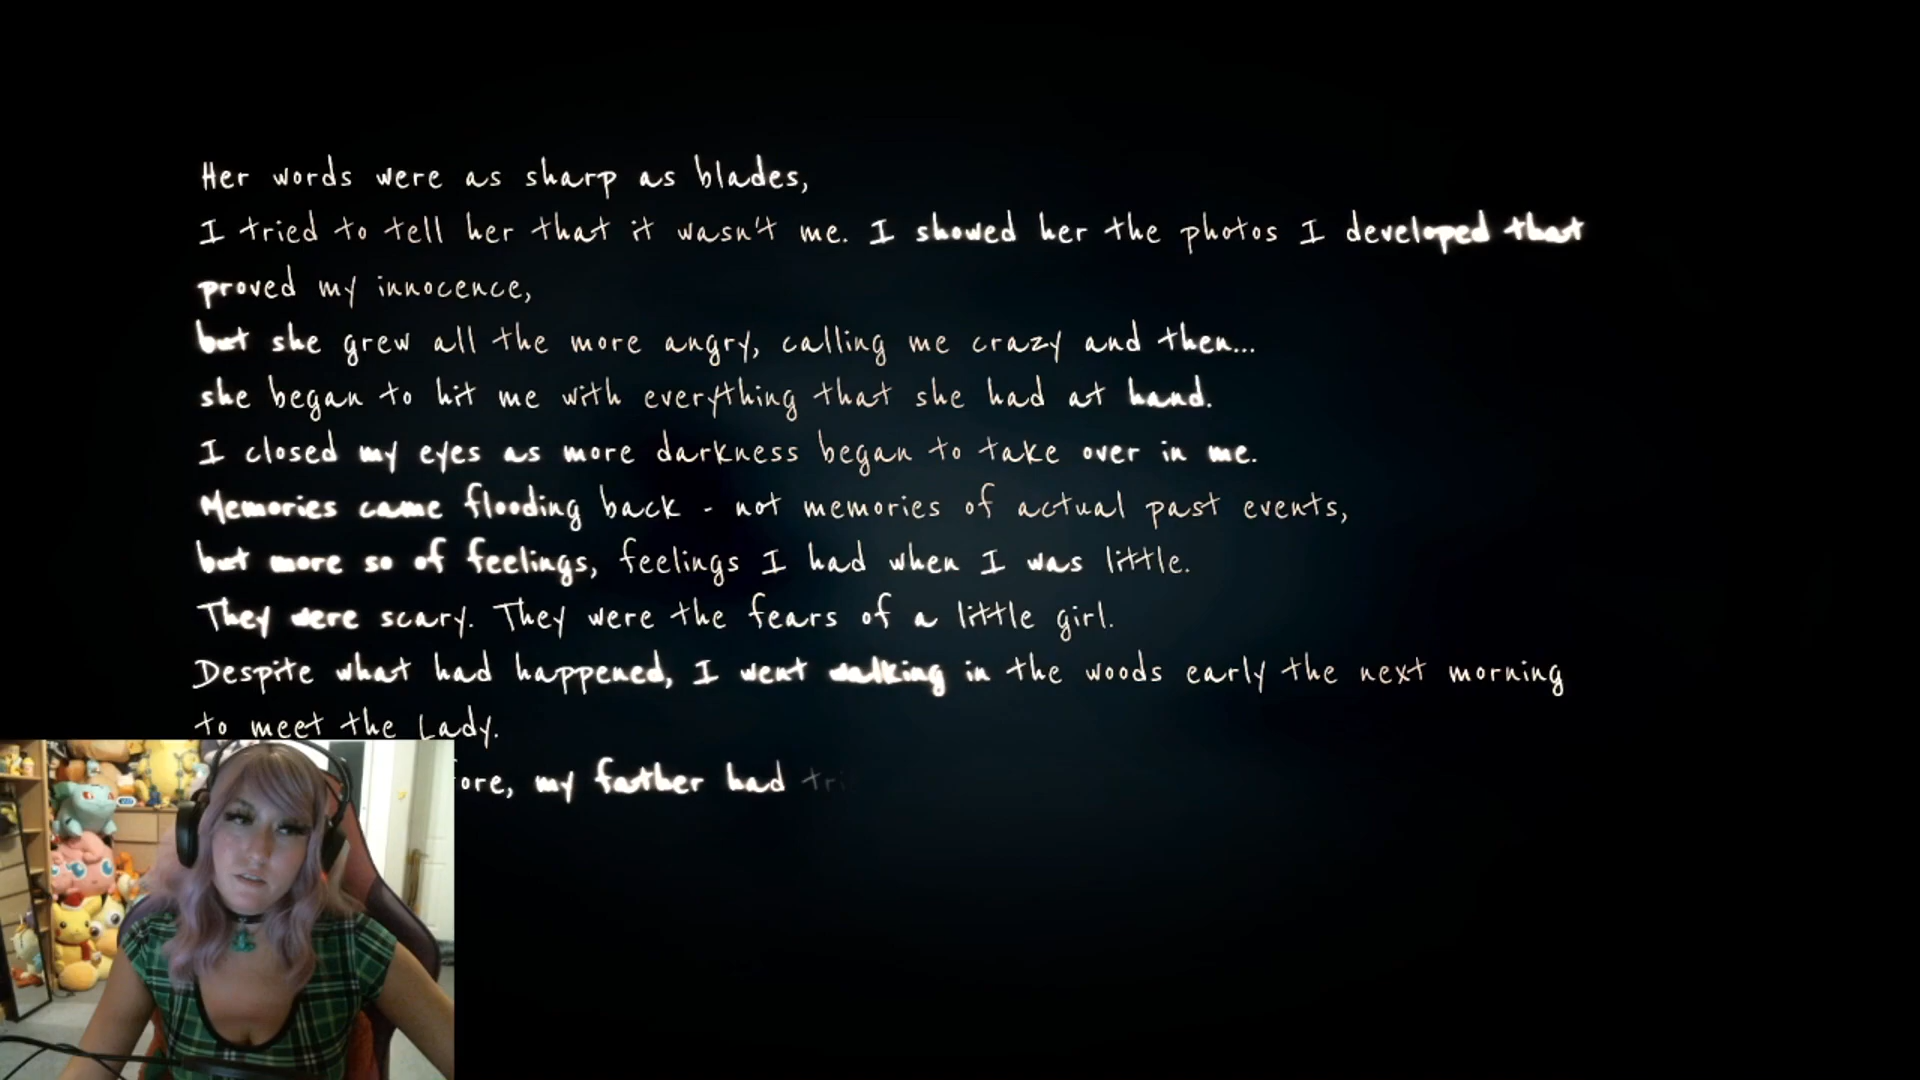 Her words were as sharp as blades,
I tried to tell her that it wasn't me. I showed her the photos I developed that
proved my innocence,
but she grew all the more angry, calling me crazy and then...
she began to hit me with everything that she had at hand.
I closed my eyes as more darkness began to take over in me.
Memories came flooding back - not memories of actual past events,
but more so of feelings, feelings I had when I was little.
They were scary. They were the fears of a little girl.
Despite what had happened, I went walking in the woods early the next morning
to meet the Lady.
my father had